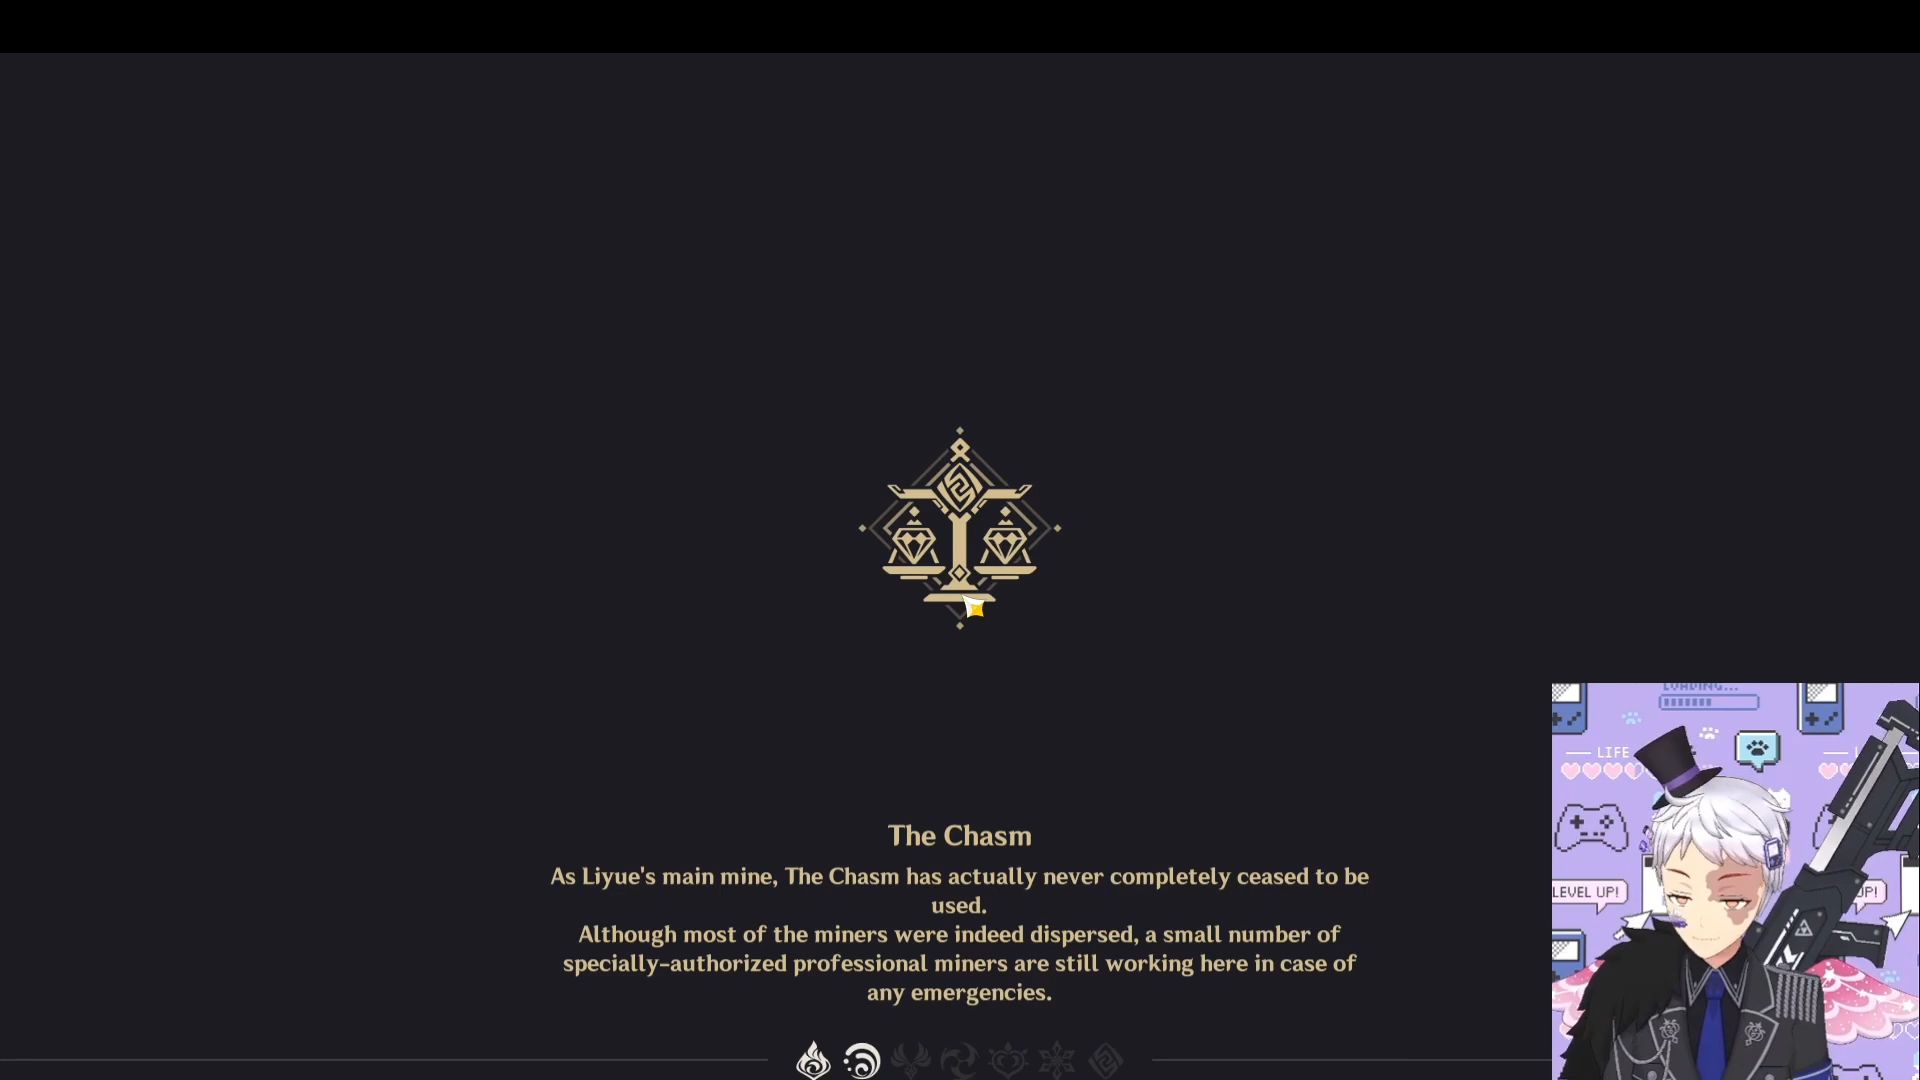 The Chasm
As Liyue's main mine, The Chasm has actually never completely ceased to be
used.
Although most of the miners were indeed dispersed, a small number of
specially-authorized professional miners are still working here in case of
any emergencies.
LOADING...
LIFE
LEVEL UP!
UP!